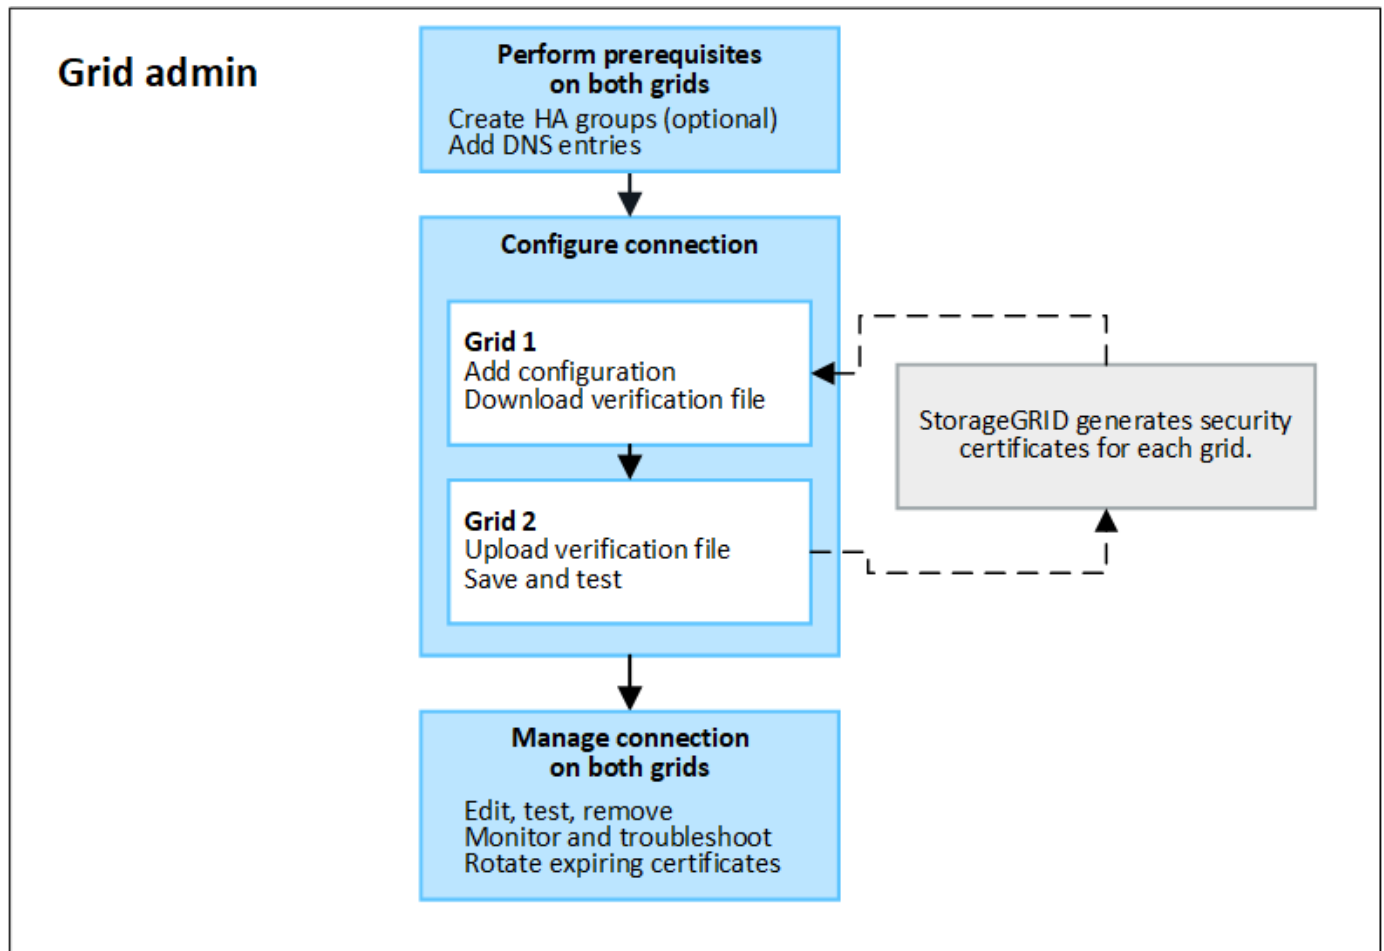 Grid admin
Perform prerequisites
on both grids
Create HA groups (optional)
Add DNS entries
Configure connection
Grid 1
Add configuration
Download verification file
StorageGRID generates security
certificates for each grid.
Grid 2
Upload verification file
Save and test
Manage connection
on both grids
Edit, test, remove
Monitor and troubleshoot
Rotate expiring certificates